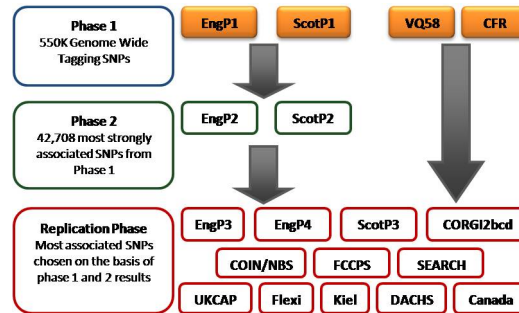 Phase 1
550K Genome Wide
Tagging SNPs
EngP1
ScotP1
VQ58
CFR
Phase 2
42,708 most strongly
associated SNPs from
Phase 1
EngP2
ScotP2
Replication Phase
Most associated SNPs
chosen on the basis of
phase 1 and 2 results
EngP3
EngP4
ScotP3
CORGI2bcd
COIN/NBS
FCCPS
SEARCH
UKCAP
Flexi
Kiel
DACHS
Canada